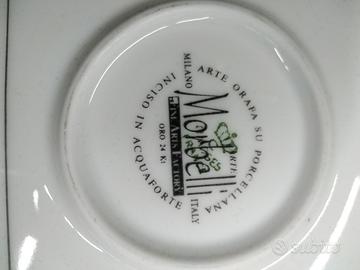 ARTE ORAFA SU PORCELLANA
INCISO IN ACQUAFORTE
MILANO
Morbelli
FINE ARTS FACTORY
ORO 24 Kt
ITALY
subito